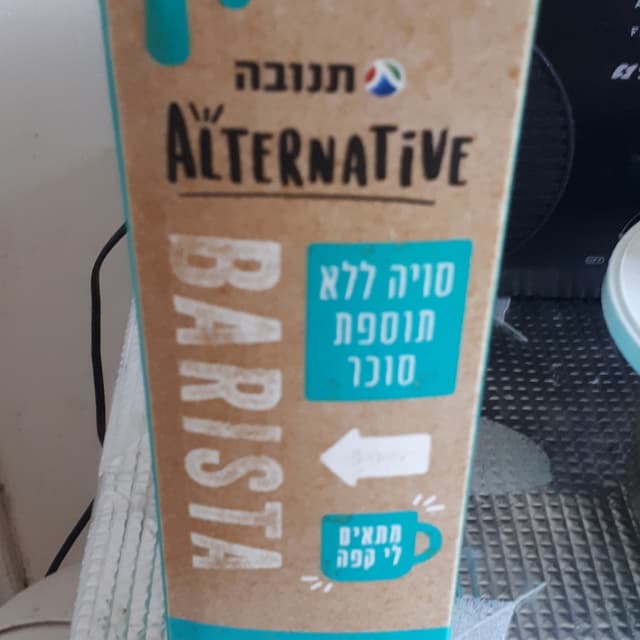 תנובה
ALTERNATIVE
BARISTA
סויה ללא
תוספת
סוכר
מתאים
לי קפה